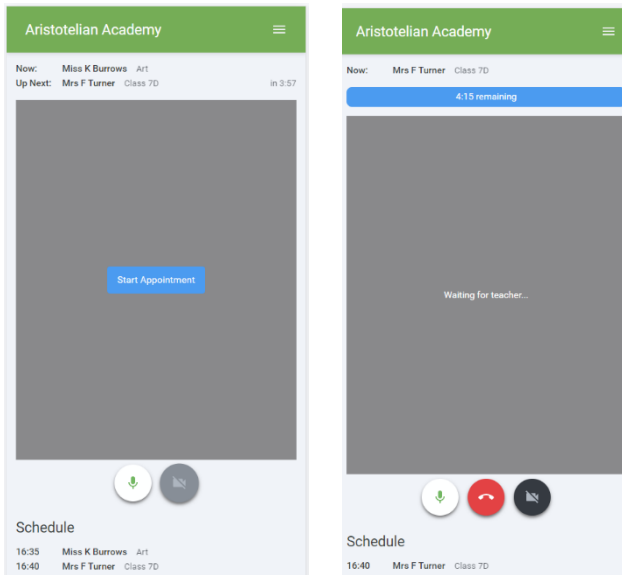 Aristotelian Academy
Now: Miss K Burrows Art
Up Next: Mrs F Turner Class 7D in 3:57
Start Appointment
Schedule
16:35 Miss K Burrows Art
16:40 Mrs F Turner Class 7D
Aristotelian Academy
Now: Mrs F Turner Class 7D
4:15 remaining
Waiting for teacher...
Schedule
16:40 Mrs F Turner Class 7D